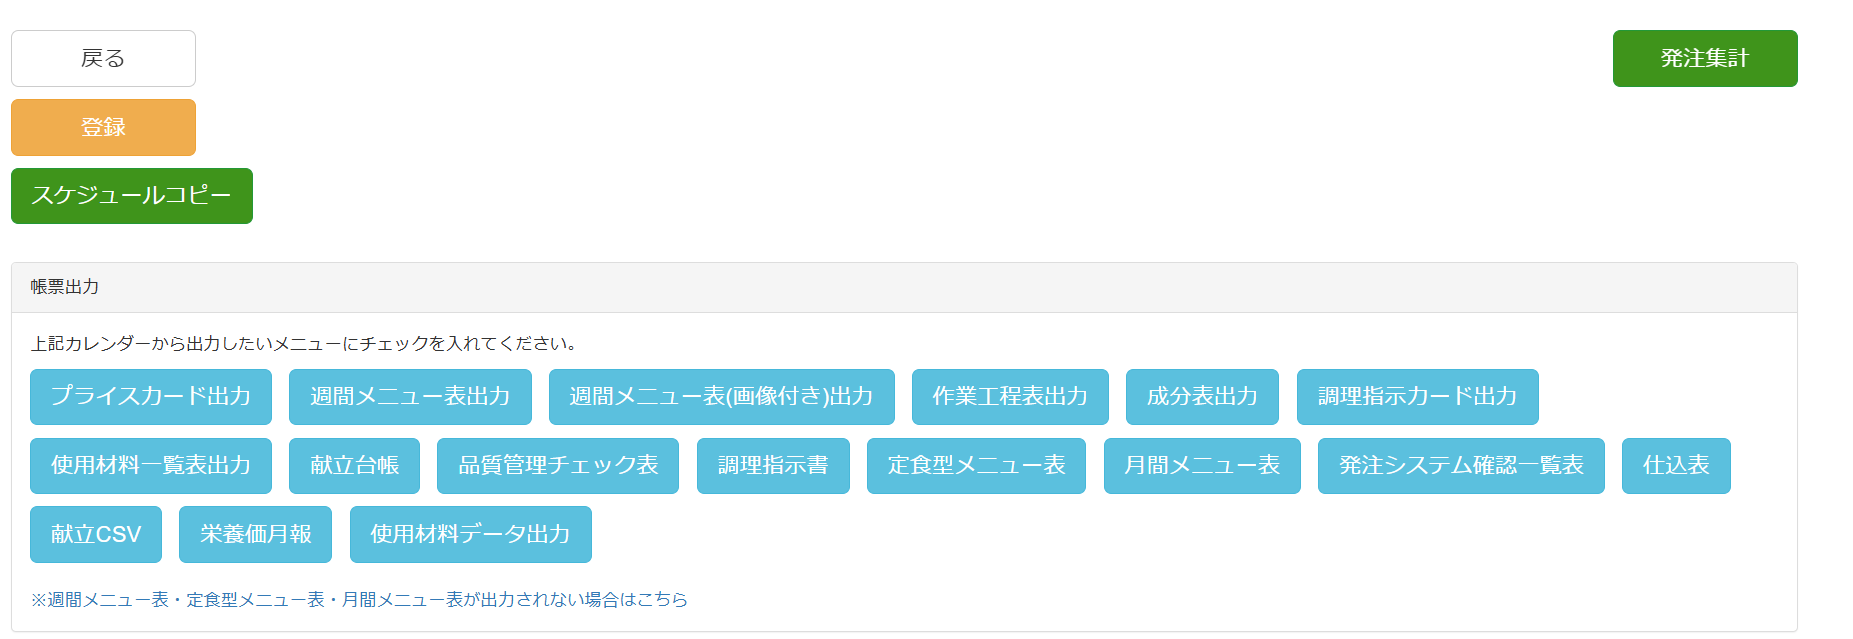 戻る 発注集計
登録
スケジュールコピー
帳票出力
上記カレンダーから出力したいメニューにチェックを入れてください。
プライスカード出力 週間メニュー表出力 週間メニュー表(画像付き)出力 作業工程表出力 成分表出力 調理指示カード出力
使用材料一覧表出力 献立台帳 品質管理チェック表 調理指示書 定食型メニュー表 月間メニュー表 発注システム確認一覧表 仕込表
献立CSV 栄養価月報 使用材料データ出力
※週間メニュー表・定食型メニュー表・月間メニュー表が出力されない場合はこちら